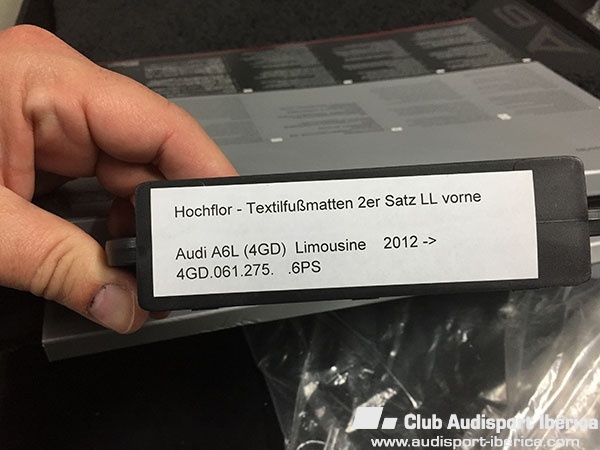 A6
Hochflor - Textilfußmatten 2er Satz LL vorne
Audi A6L (4GD) Limousine 2012 ->
4GD.061.275. .6PS
Club Audisport Iberica
www.audisport-iberica.com